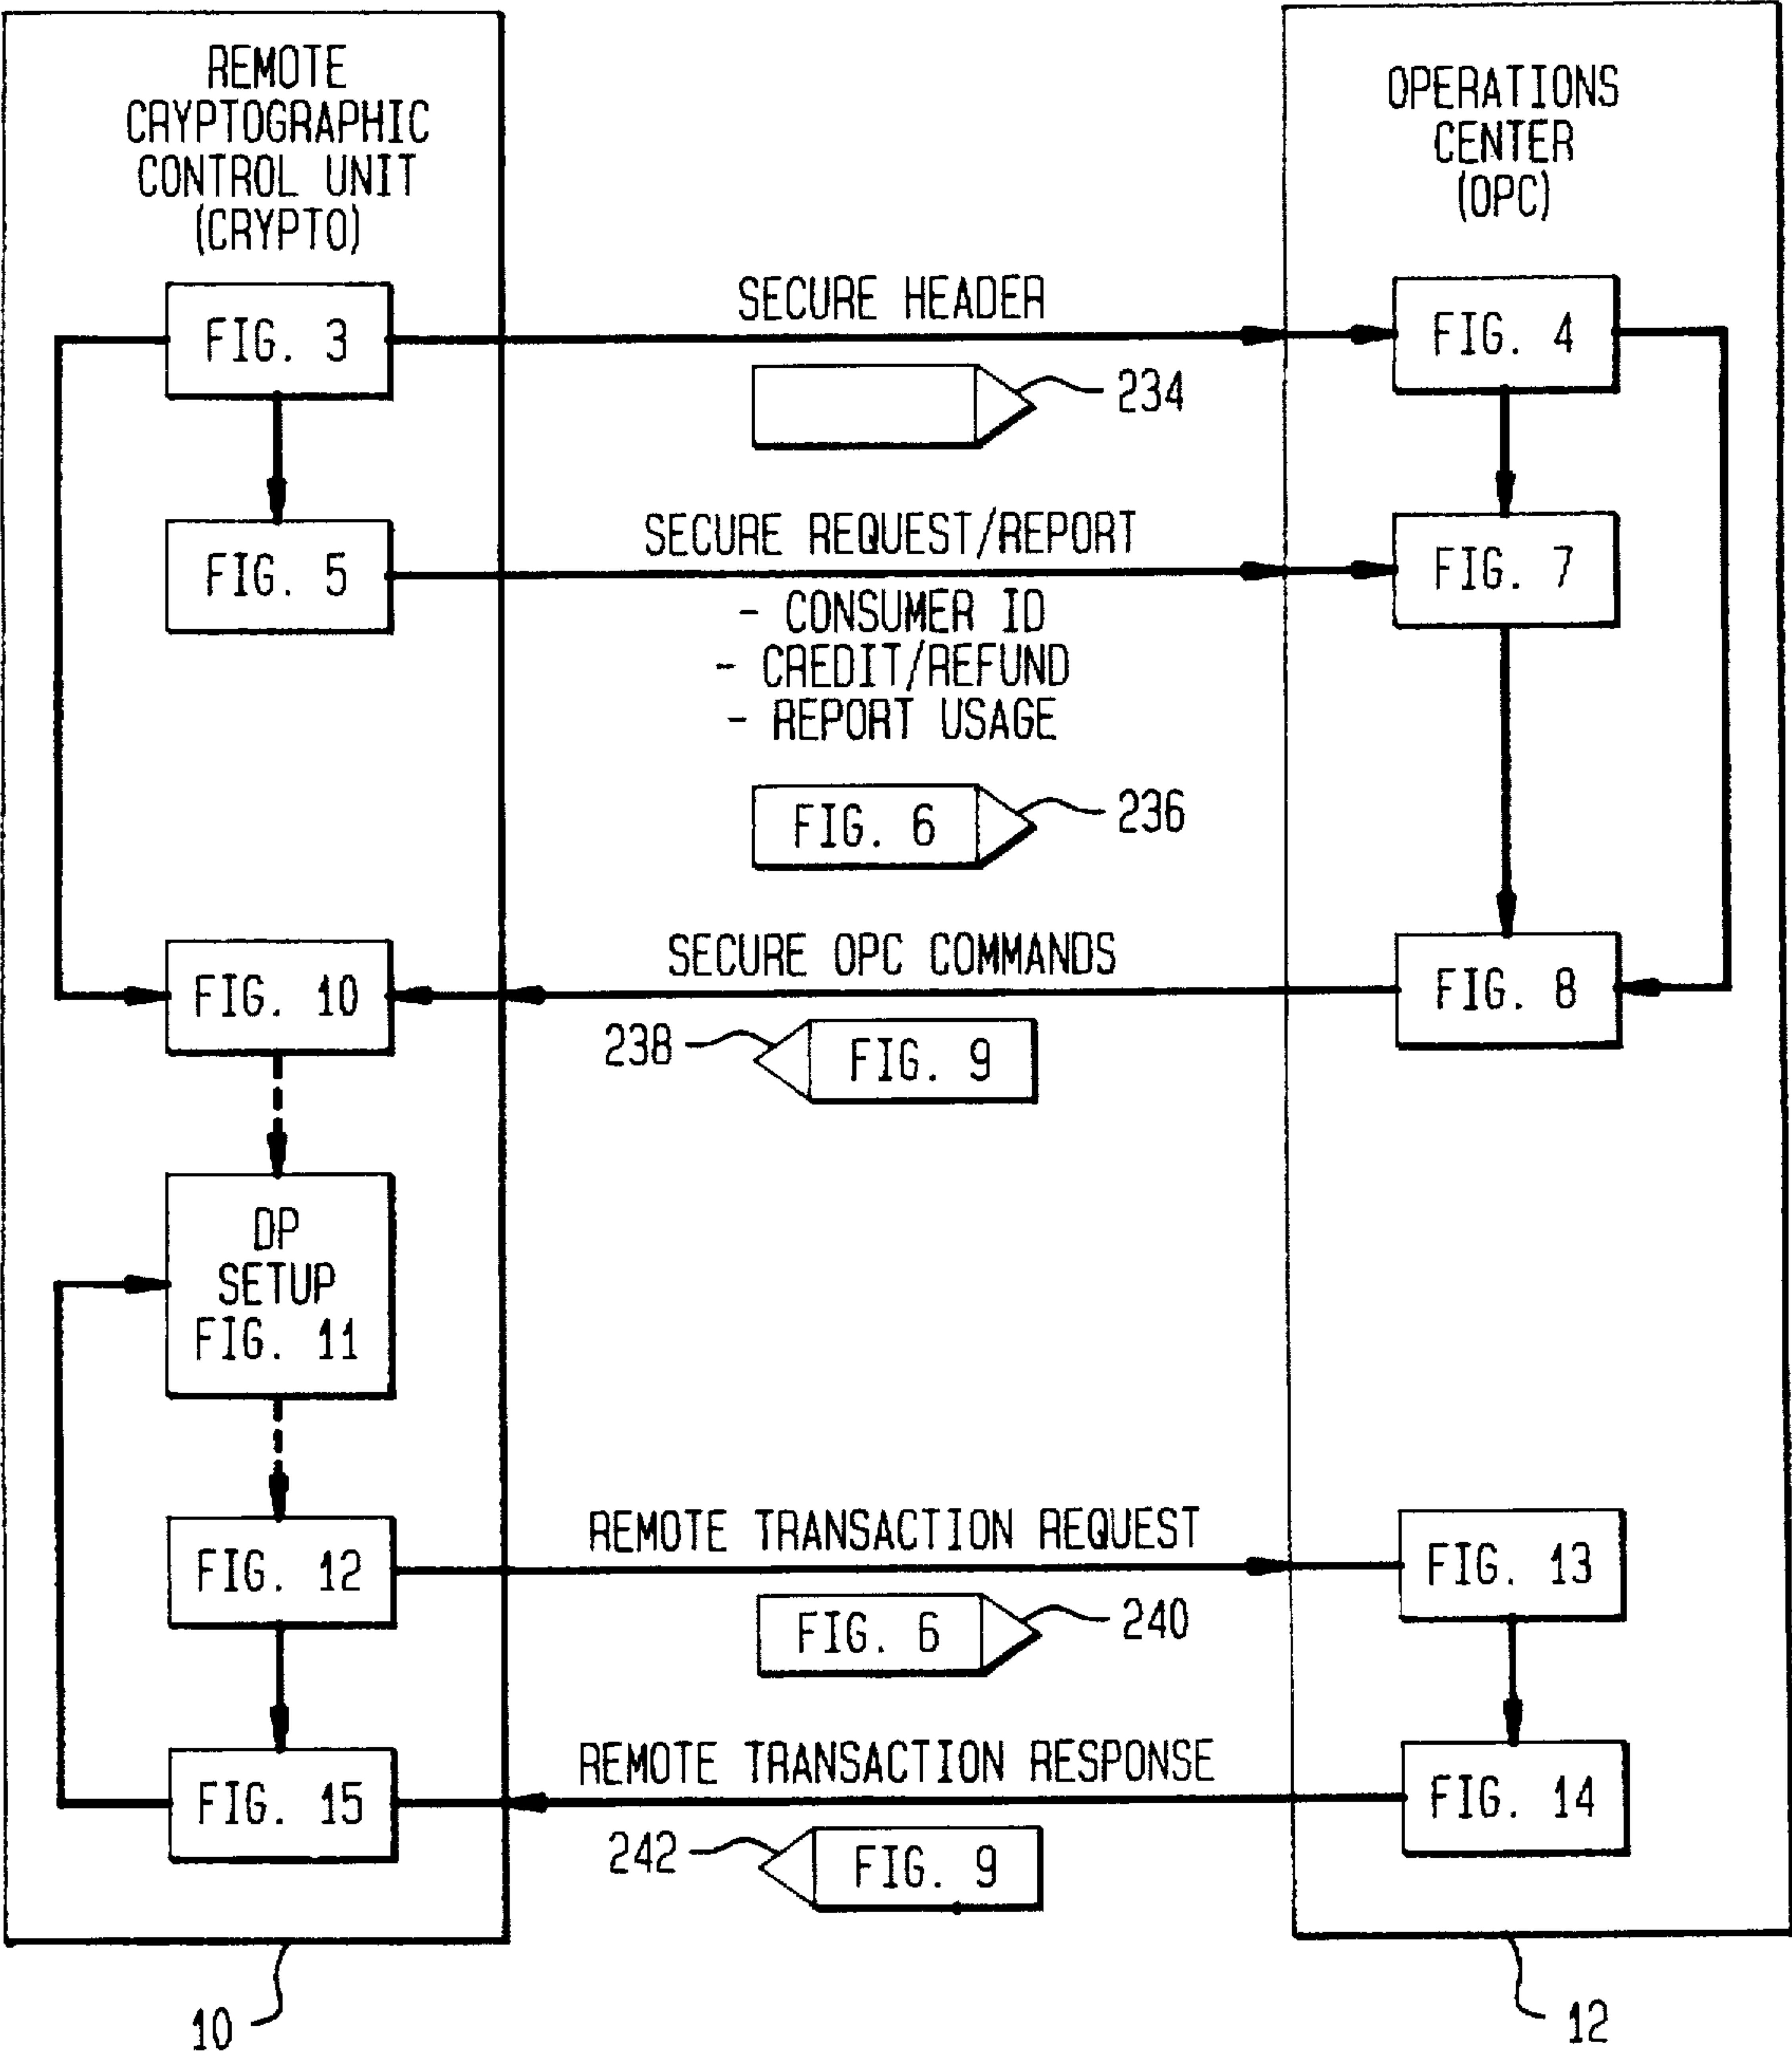 REMOTE
CRYPTOGRAPHIC
CONTROL UNIT
(CRYPTO)
OPERATIONS
CENTER
(OPC)
FIG. 3
SECURE HEADER
FIG. 4
234
FIG. 5
SECURE REQUEST/REPORT
- CONSUMER ID
- CREDIT/REFUND
- REPORT USAGE
FIG. 7
FIG. 6
236
FIG. 10
SECURE OPC COMMANDS
FIG. 8
238
FIG. 9
DP
SETUP
FIG. 11
FIG. 12
REMOTE TRANSACTION REQUEST
FIG. 13
FIG. 6
240
FIG. 15
REMOTE TRANSACTION RESPONSE
FIG. 14
242
FIG. 9
10
12